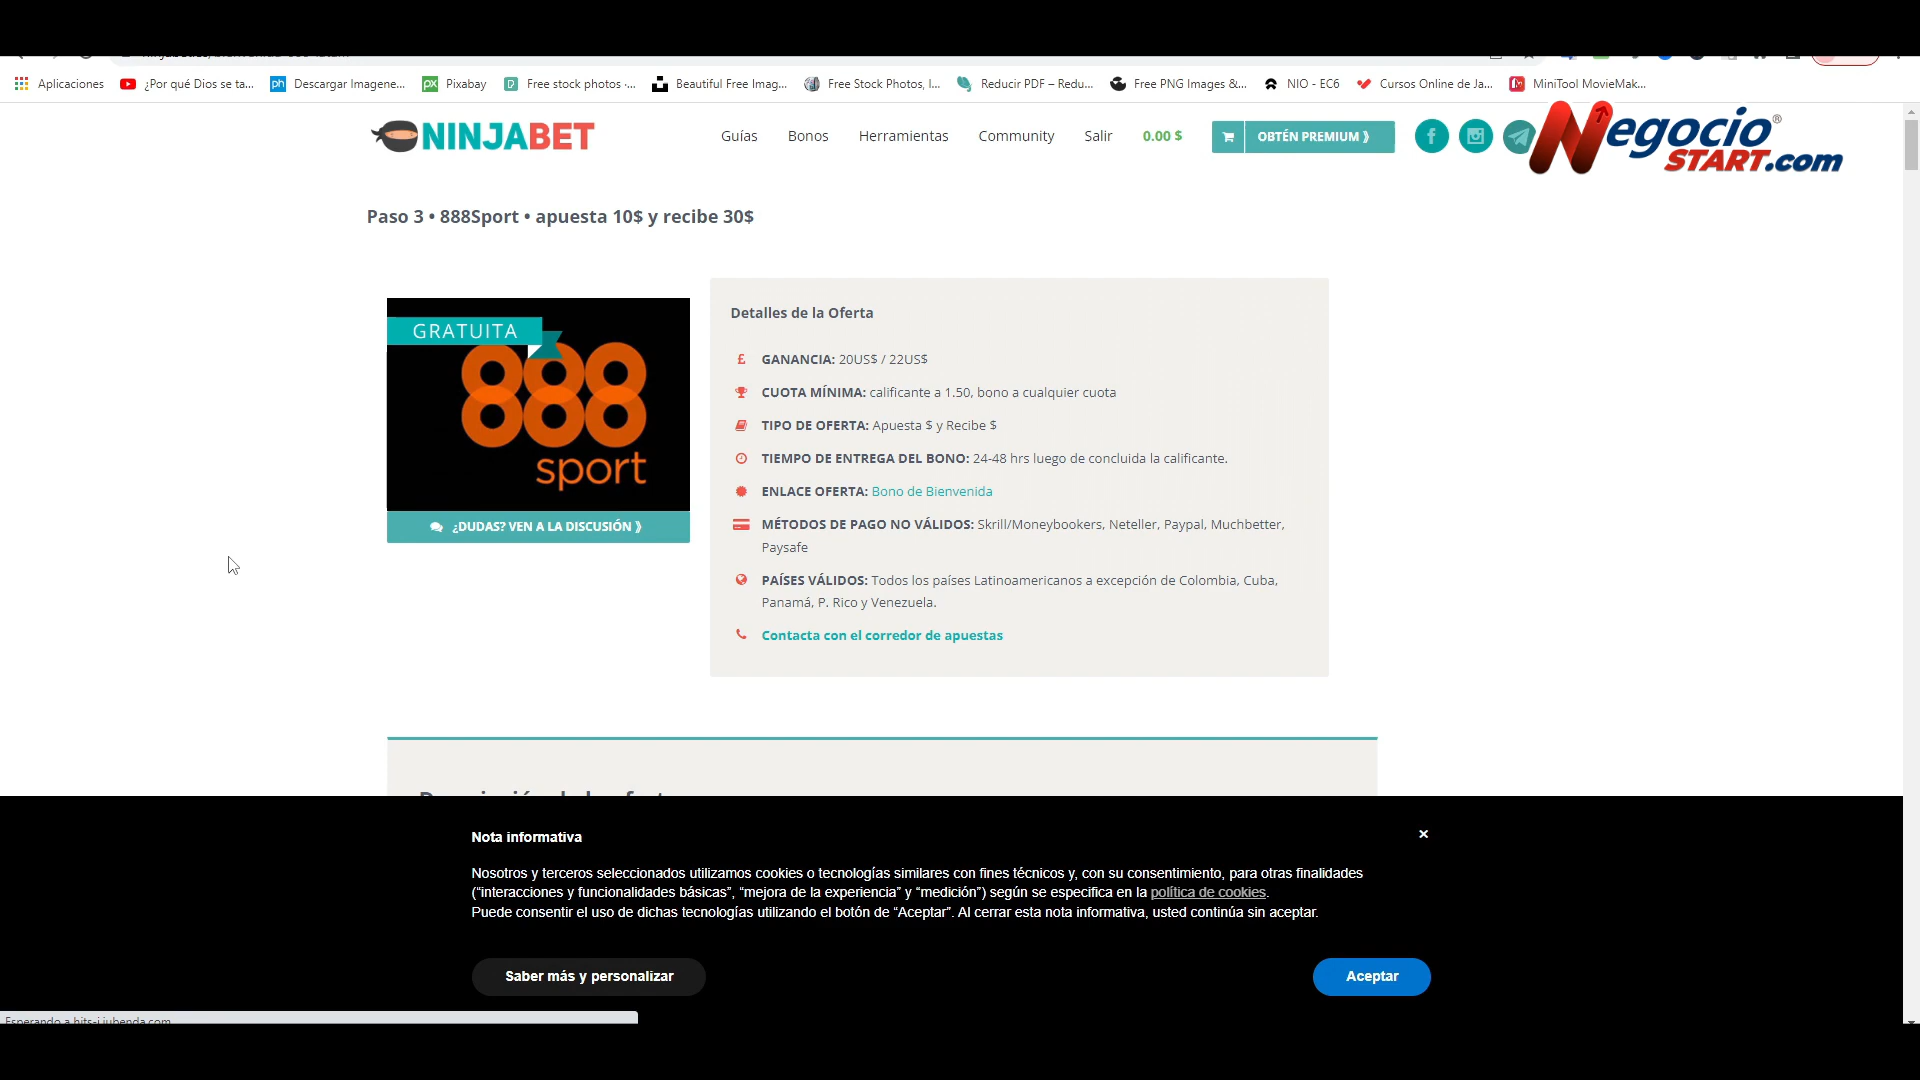 Aplicaciones ¿Por qué Dios se ta... Descargar Imagene... Pixabay Free stock photos ·... Beautiful Free Imag... Free Stock Photos, I... Reducir PDF – Redu... Free PNG Images &... NIO - EC6 Cursos Online de Ja... MiniTool MovieMak...
NINJABET Guías Bonos Herramientas Community Salir 0.00 $ OBTÉN PREMIUM ⟫
Negocio®
START.com
Paso 3 • 888Sport • apuesta 10$ y recibe 30$
GRATUITA
888
sport
¿DUDAS? VEN A LA DISCUSIÓN ⟫
Detalles de la Oferta
GANANCIA: 20US$ / 22US$
CUOTA MÍNIMA: calificante a 1.50, bono a cualquier cuota
TIPO DE OFERTA: Apuesta $ y Recibe $
TIEMPO DE ENTREGA DEL BONO: 24-48 hrs luego de concluida la calificante.
ENLACE OFERTA: Bono de Bienvenida
MÉTODOS DE PAGO NO VÁLIDOS: Skrill/Moneybookers, Neteller, Paypal, Muchbetter,
Paysafe
PAÍSES VÁLIDOS: Todos los países Latinoamericanos a excepción de Colombia, Cuba,
Panamá, P. Rico y Venezuela.
Contacta con el corredor de apuestas
Nota informativa
×
Nosotros y terceros seleccionados utilizamos cookies o tecnologías similares con fines técnicos y, con su consentimiento, para otras finalidades
(“interacciones y funcionalidades básicas”, “mejora de la experiencia” y “medición”) según se especifica en la política de cookies.
Puede consentir el uso de dichas tecnologías utilizando el botón de “Aceptar”. Al cerrar esta nota informativa, usted continúa sin aceptar.
Saber más y personalizar
Aceptar
Esperando a hits-i.iubenda.com